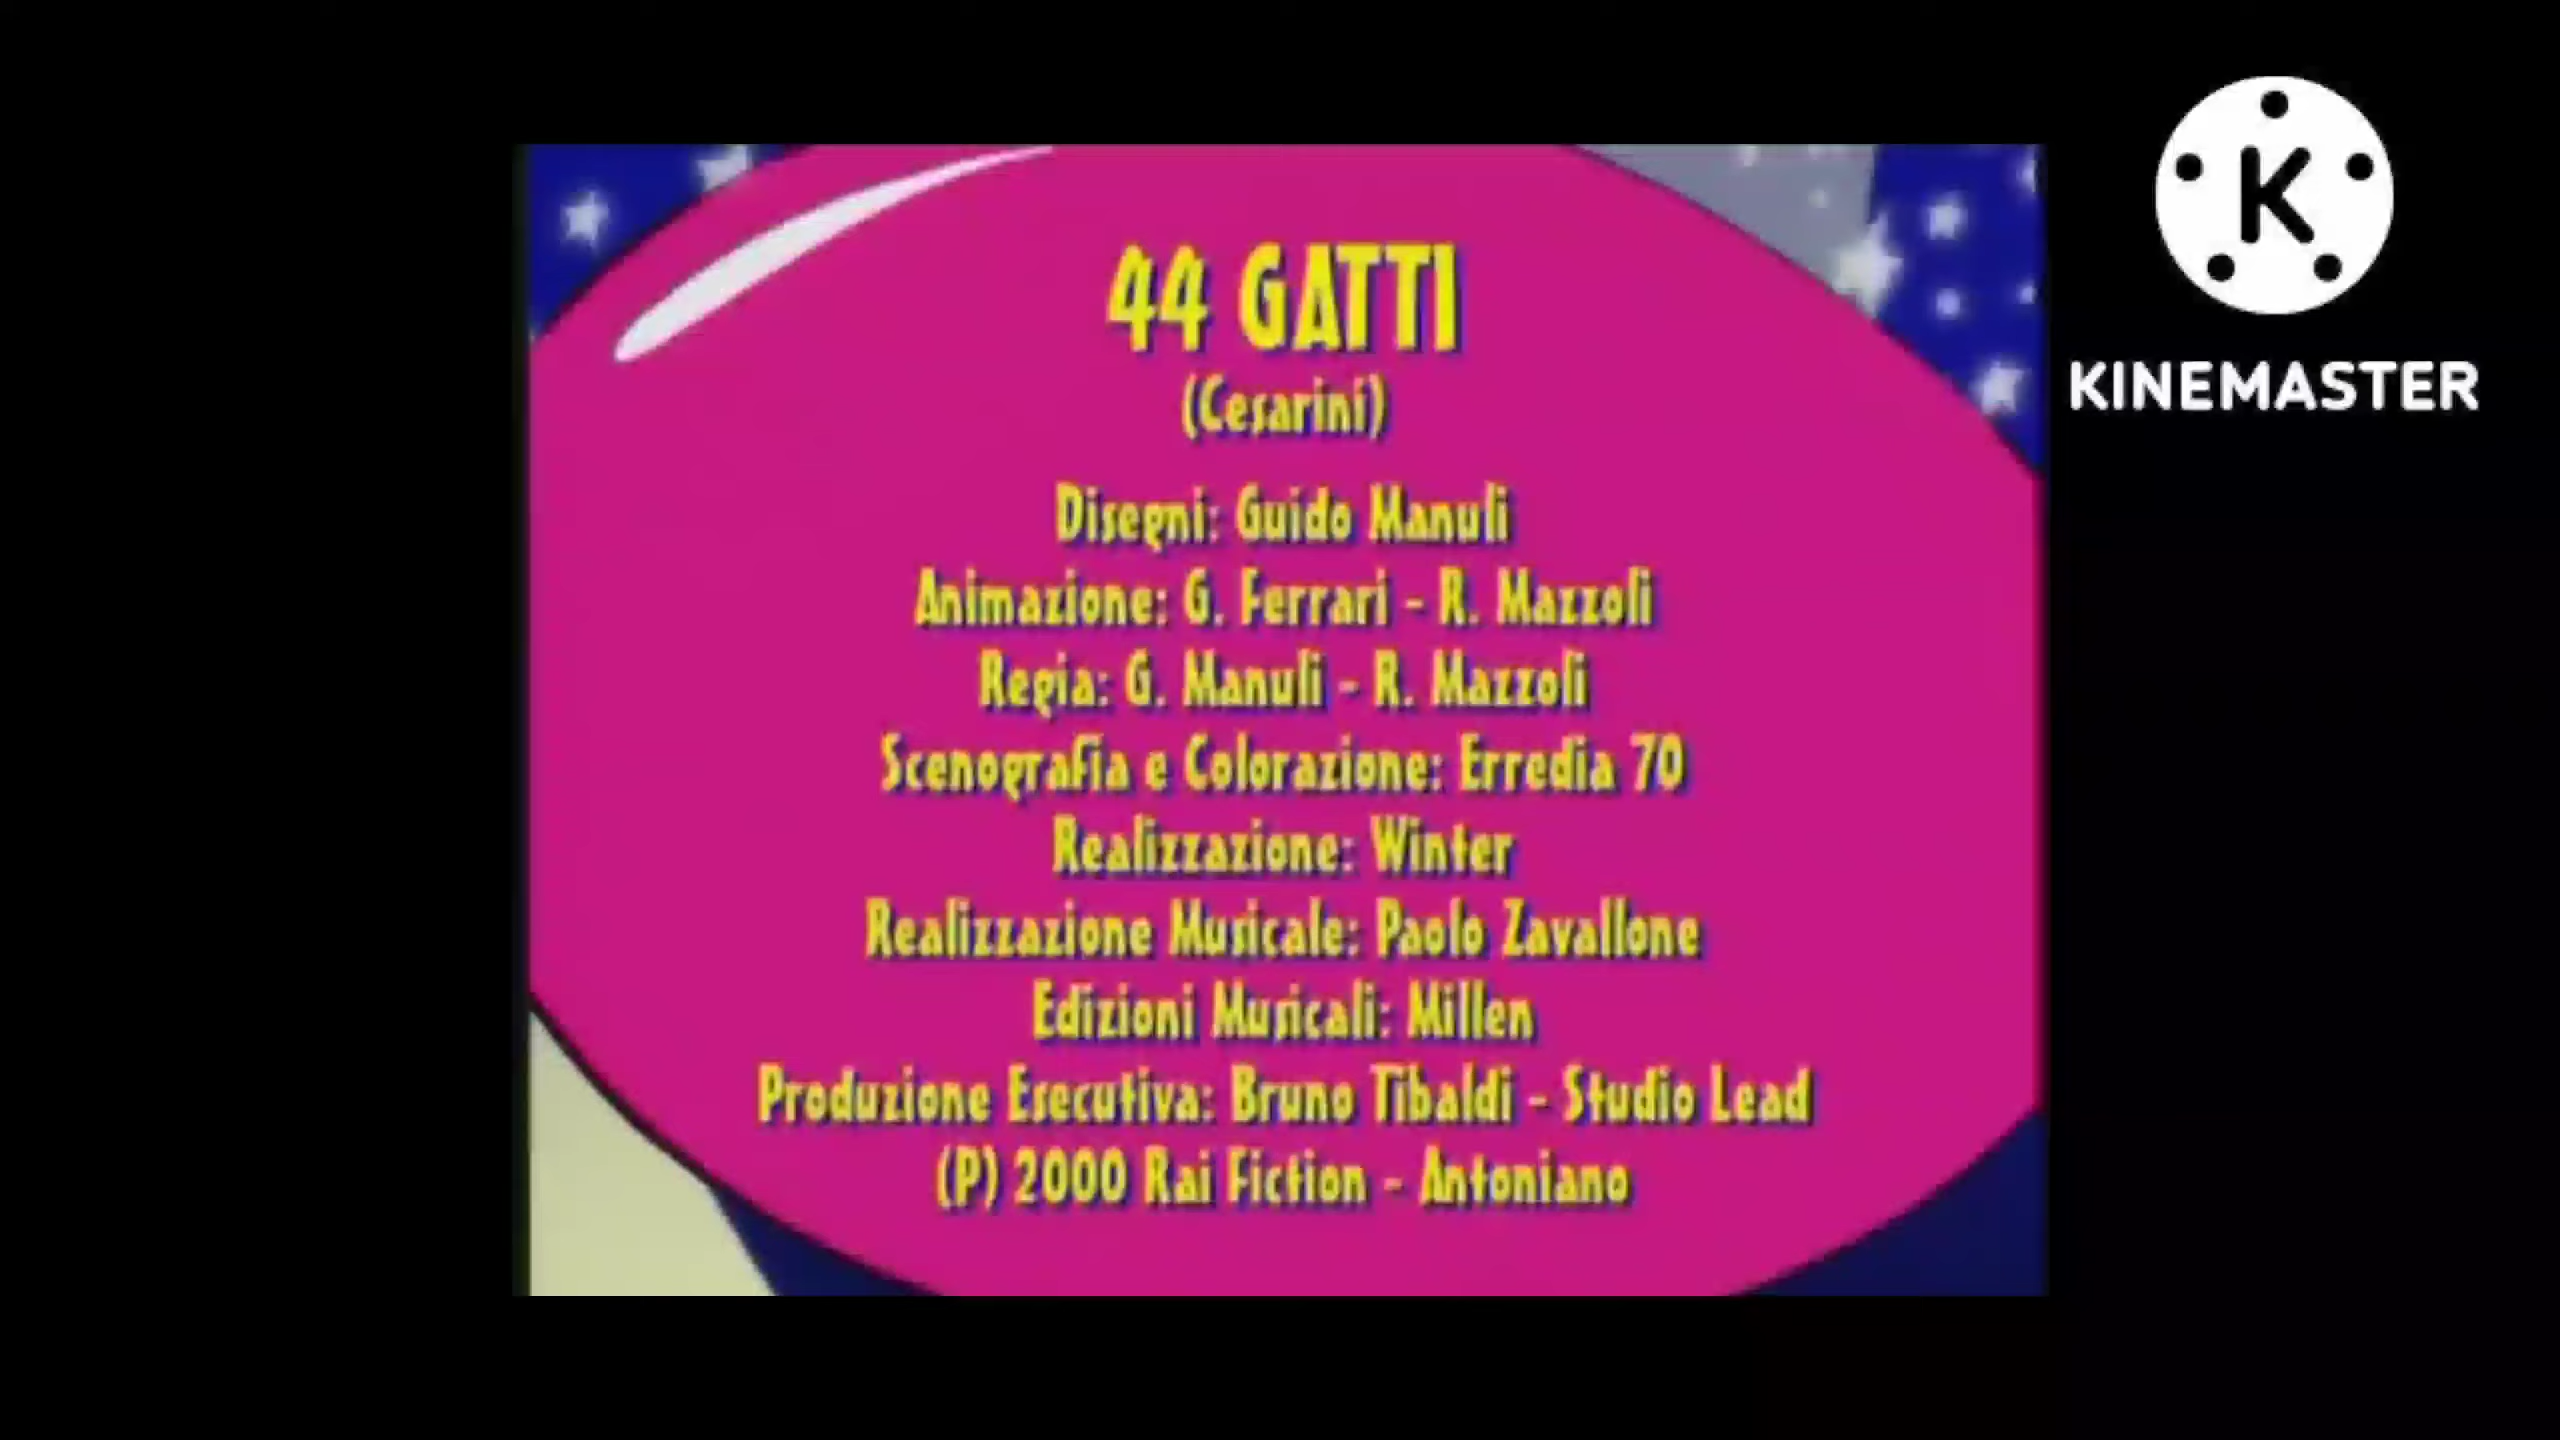 44 GATTI
(Cesarini)
Disegni: Guido Manuli
Animazione: G. Ferrari - R. Mazzoli
Regia: G. Manuli - R. Mazzoli
Scenografia e Colorazione: Erredia 70
Realizzazione: Winter
Realizzazione Musicale: Paolo Zavallone
Edizioni Musicali: Millen
Produzione Esecutiva: Bruno Tibaldi - Studio Lead
(P) 2000 Rai Fiction - Antoniano
K
KINEMASTER